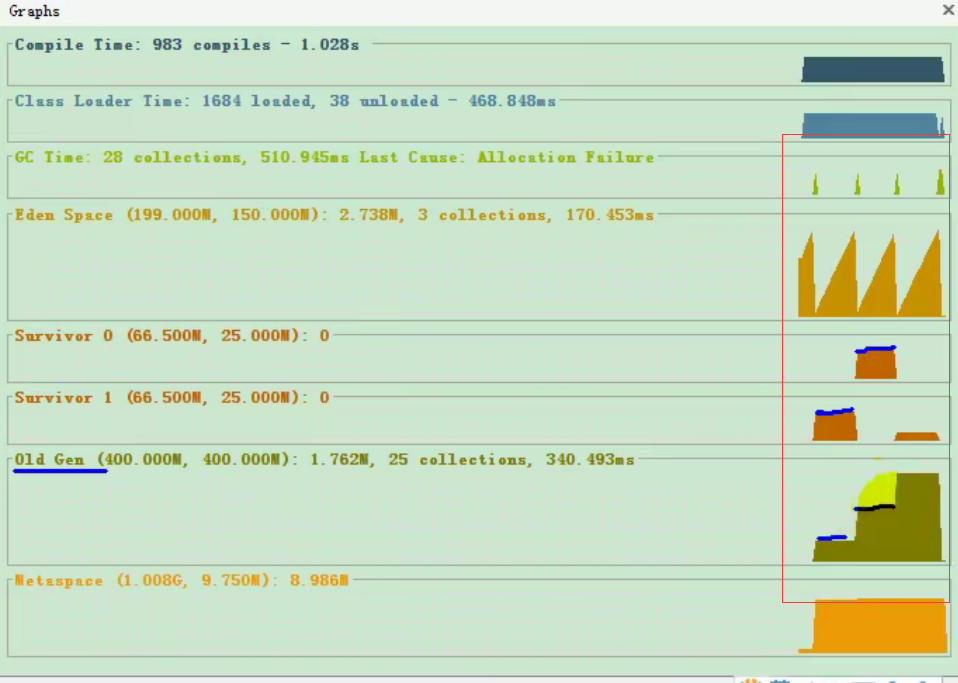 Graphs
Compile Time: 983 compiles - 1.028s
Class Loader Time: 1684 loaded, 38 unloaded - 468.848ms
GC Time: 28 collections, 510.945ms Last Cause: Allocation Failure
Eden Space (199.000M, 150.000M): 2.738M, 3 collections, 170.453ms
Survivor 0 (66.500M, 25.000M): 0
Survivor 1 (66.500M, 25.000M): 0
Old Gen (400.000M, 400.000M): 1.762M, 25 collections, 340.493ms
Metaspace (1.008G, 9.750M): 8.986M